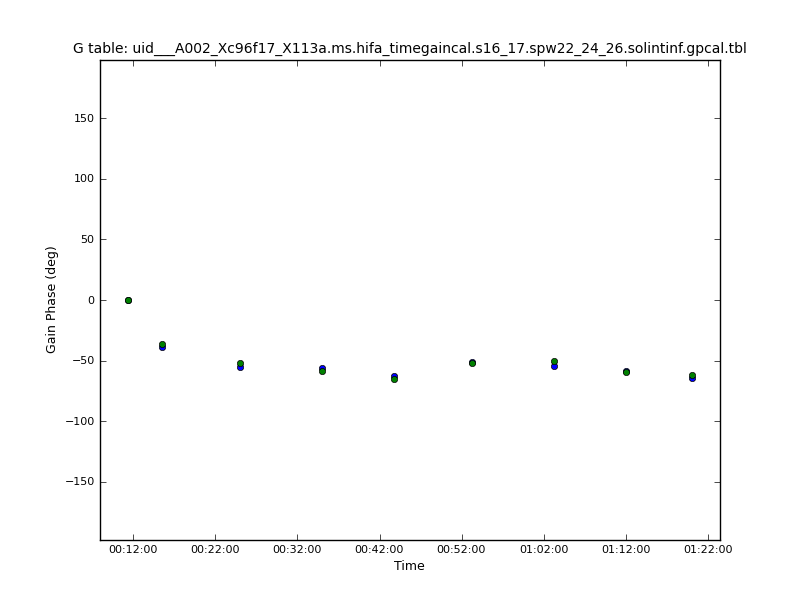 G table: uid___A002_Xc96f17_X113a.ms.hifa_timegaincal.s16_17.spw22_24_26.solintinf.gpcal.tbl
150
100
50
0
−50
−100
−150
Gain Phase (deg)
00:12:00 00:22:00 00:32:00 00:42:00 00:52:00 01:02:00 01:12:00 01:22:00
Time